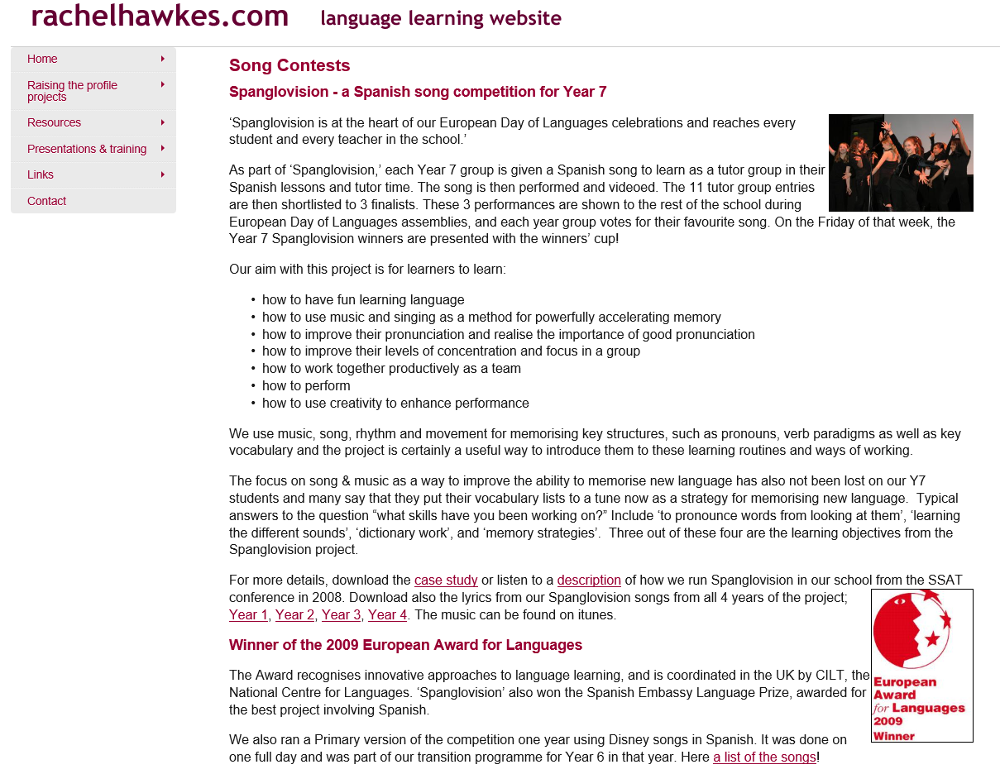 rachelhawkes.com language learning website
Home
Raising the profile
projects
Resources
Presentations & training
Links
Contact
Song Contests
Spanglovision - a Spanish song competition for Year 7
‘Spanglovision is at the heart of our European Day of Languages celebrations and reaches every
student and every teacher in the school.’
As part of ‘Spanglovision,’ each Year 7 group is given a Spanish song to learn as a tutor group in their
Spanish lessons and tutor time. The song is then performed and videoed. The 11 tutor group entries
are then shortlisted to 3 finalists. These 3 performances are shown to the rest of the school during
European Day of Languages assemblies, and each year group votes for their favourite song. On the Friday of that week, the
Year 7 Spanglovision winners are presented with the winners’ cup!
Our aim with this project is for learners to learn:
• how to have fun learning language
• how to use music and singing as a method for powerfully accelerating memory
• how to improve their pronunciation and realise the importance of good pronunciation
• how to improve their levels of concentration and focus in a group
• how to work together productively as a team
• how to perform
• how to use creativity to enhance performance
We use music, song, rhythm and movement for memorising key structures, such as pronouns, verb paradigms as well as key
vocabulary and the project is certainly a useful way to introduce them to these learning routines and ways of working.
The focus on song & music as a way to improve the ability to memorise new language has also not been lost on our Y7
students and many say that they put their vocabulary lists to a tune now as a strategy for memorising new language.  Typical
answers to the question “what skills have you been working on?” Include ‘to pronounce words from looking at them’, ‘learning
the different sounds’, ‘dictionary work’, and ‘memory strategies’.  Three out of these four are the learning objectives from the
Spanglovision project.
For more details, download the case study or listen to a description of how we run Spanglovision in our school from the SSAT
conference in 2008. Download also the lyrics from our Spanglovision songs from all 4 years of the project;
Year 1, Year 2, Year 3, Year 4. The music can be found on itunes.
Winner of the 2009 European Award for Languages
The Award recognises innovative approaches to language learning, and is coordinated in the UK by CILT, the
National Centre for Languages. ‘Spanglovision’ also won the Spanish Embassy Language Prize, awarded for
the best project involving Spanish.
We also ran a Primary version of the competition one year using Disney songs in Spanish. It was done on
one full day and was part of our transition programme for Year 6 in that year. Here a list of the songs!
European
Award
for Languages
2009
Winner